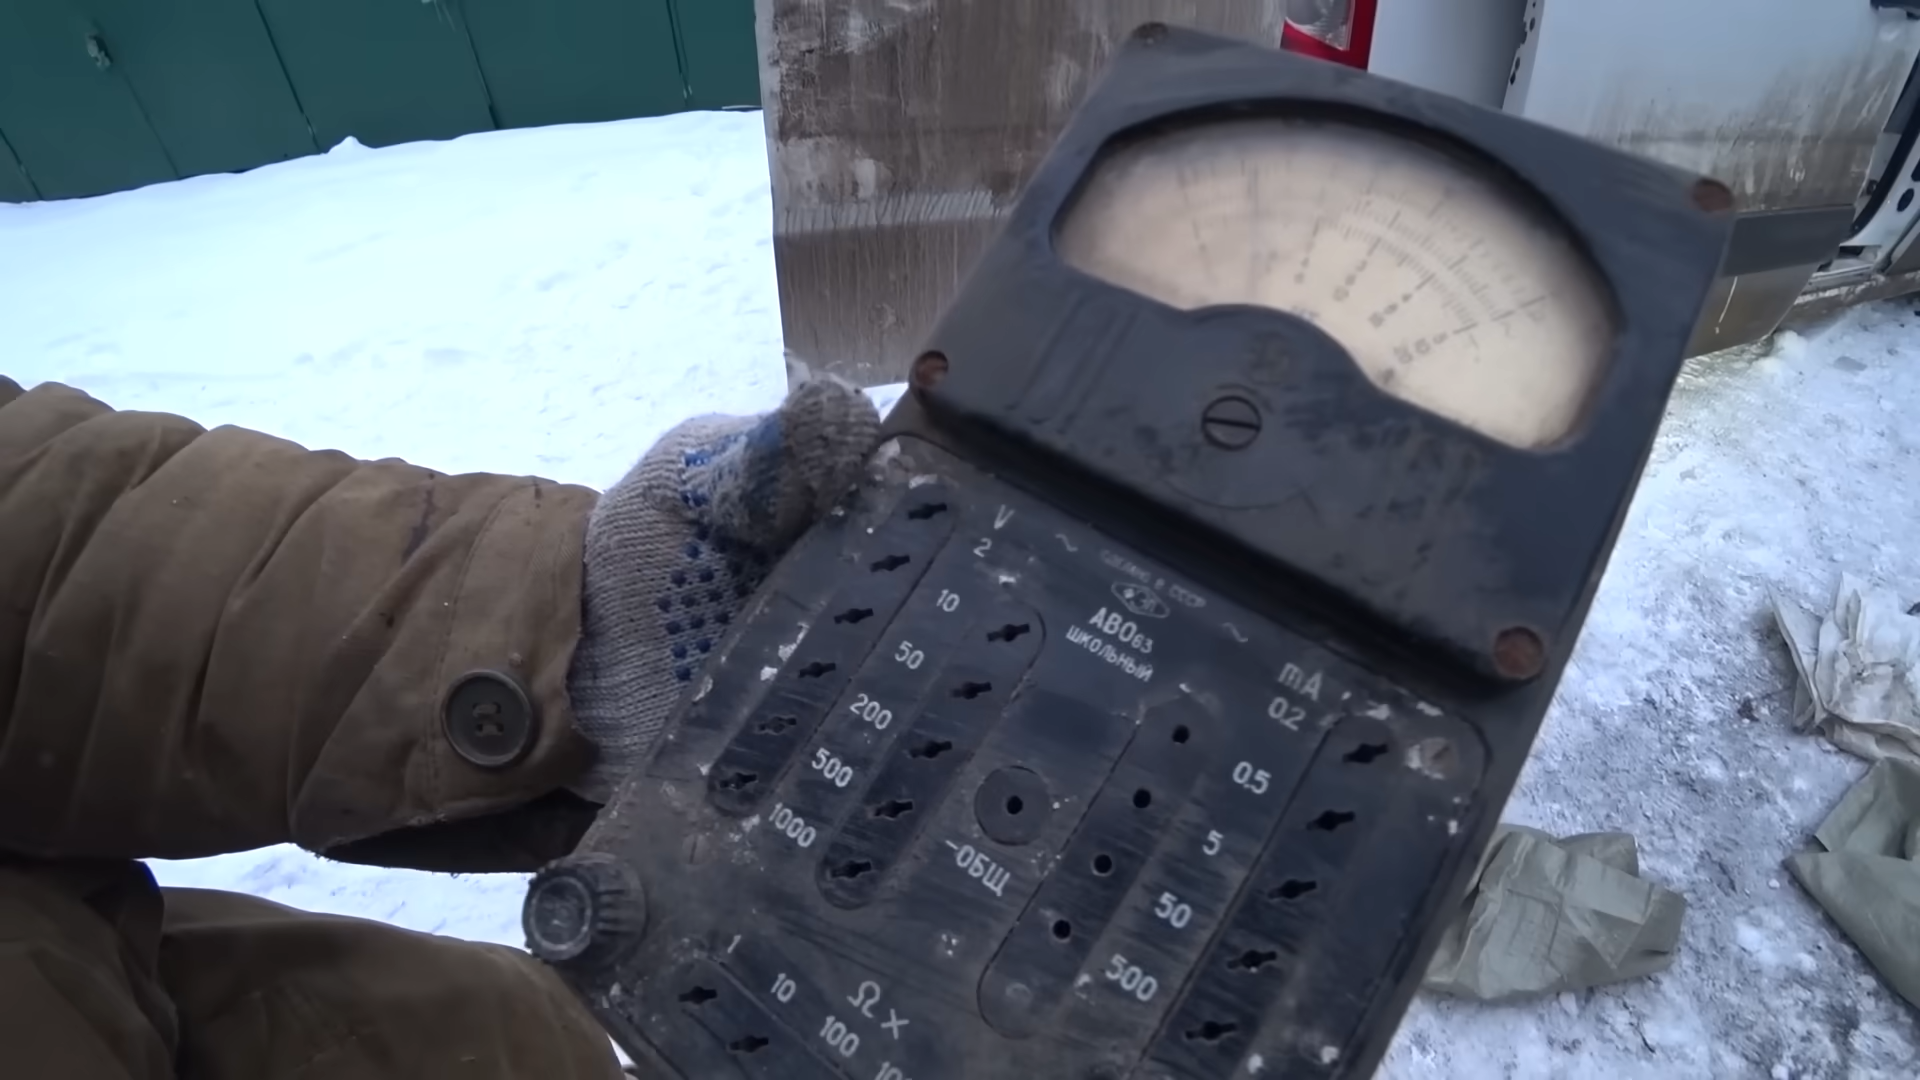 V
~
СДЕЛАНО В СССР
АВО63
ШКОЛЬНЫЙ
~
mA
2
10
50
200
500
1000
-ОБЩ
0.2
0,5
5
50
500
Ω x
1
10
100